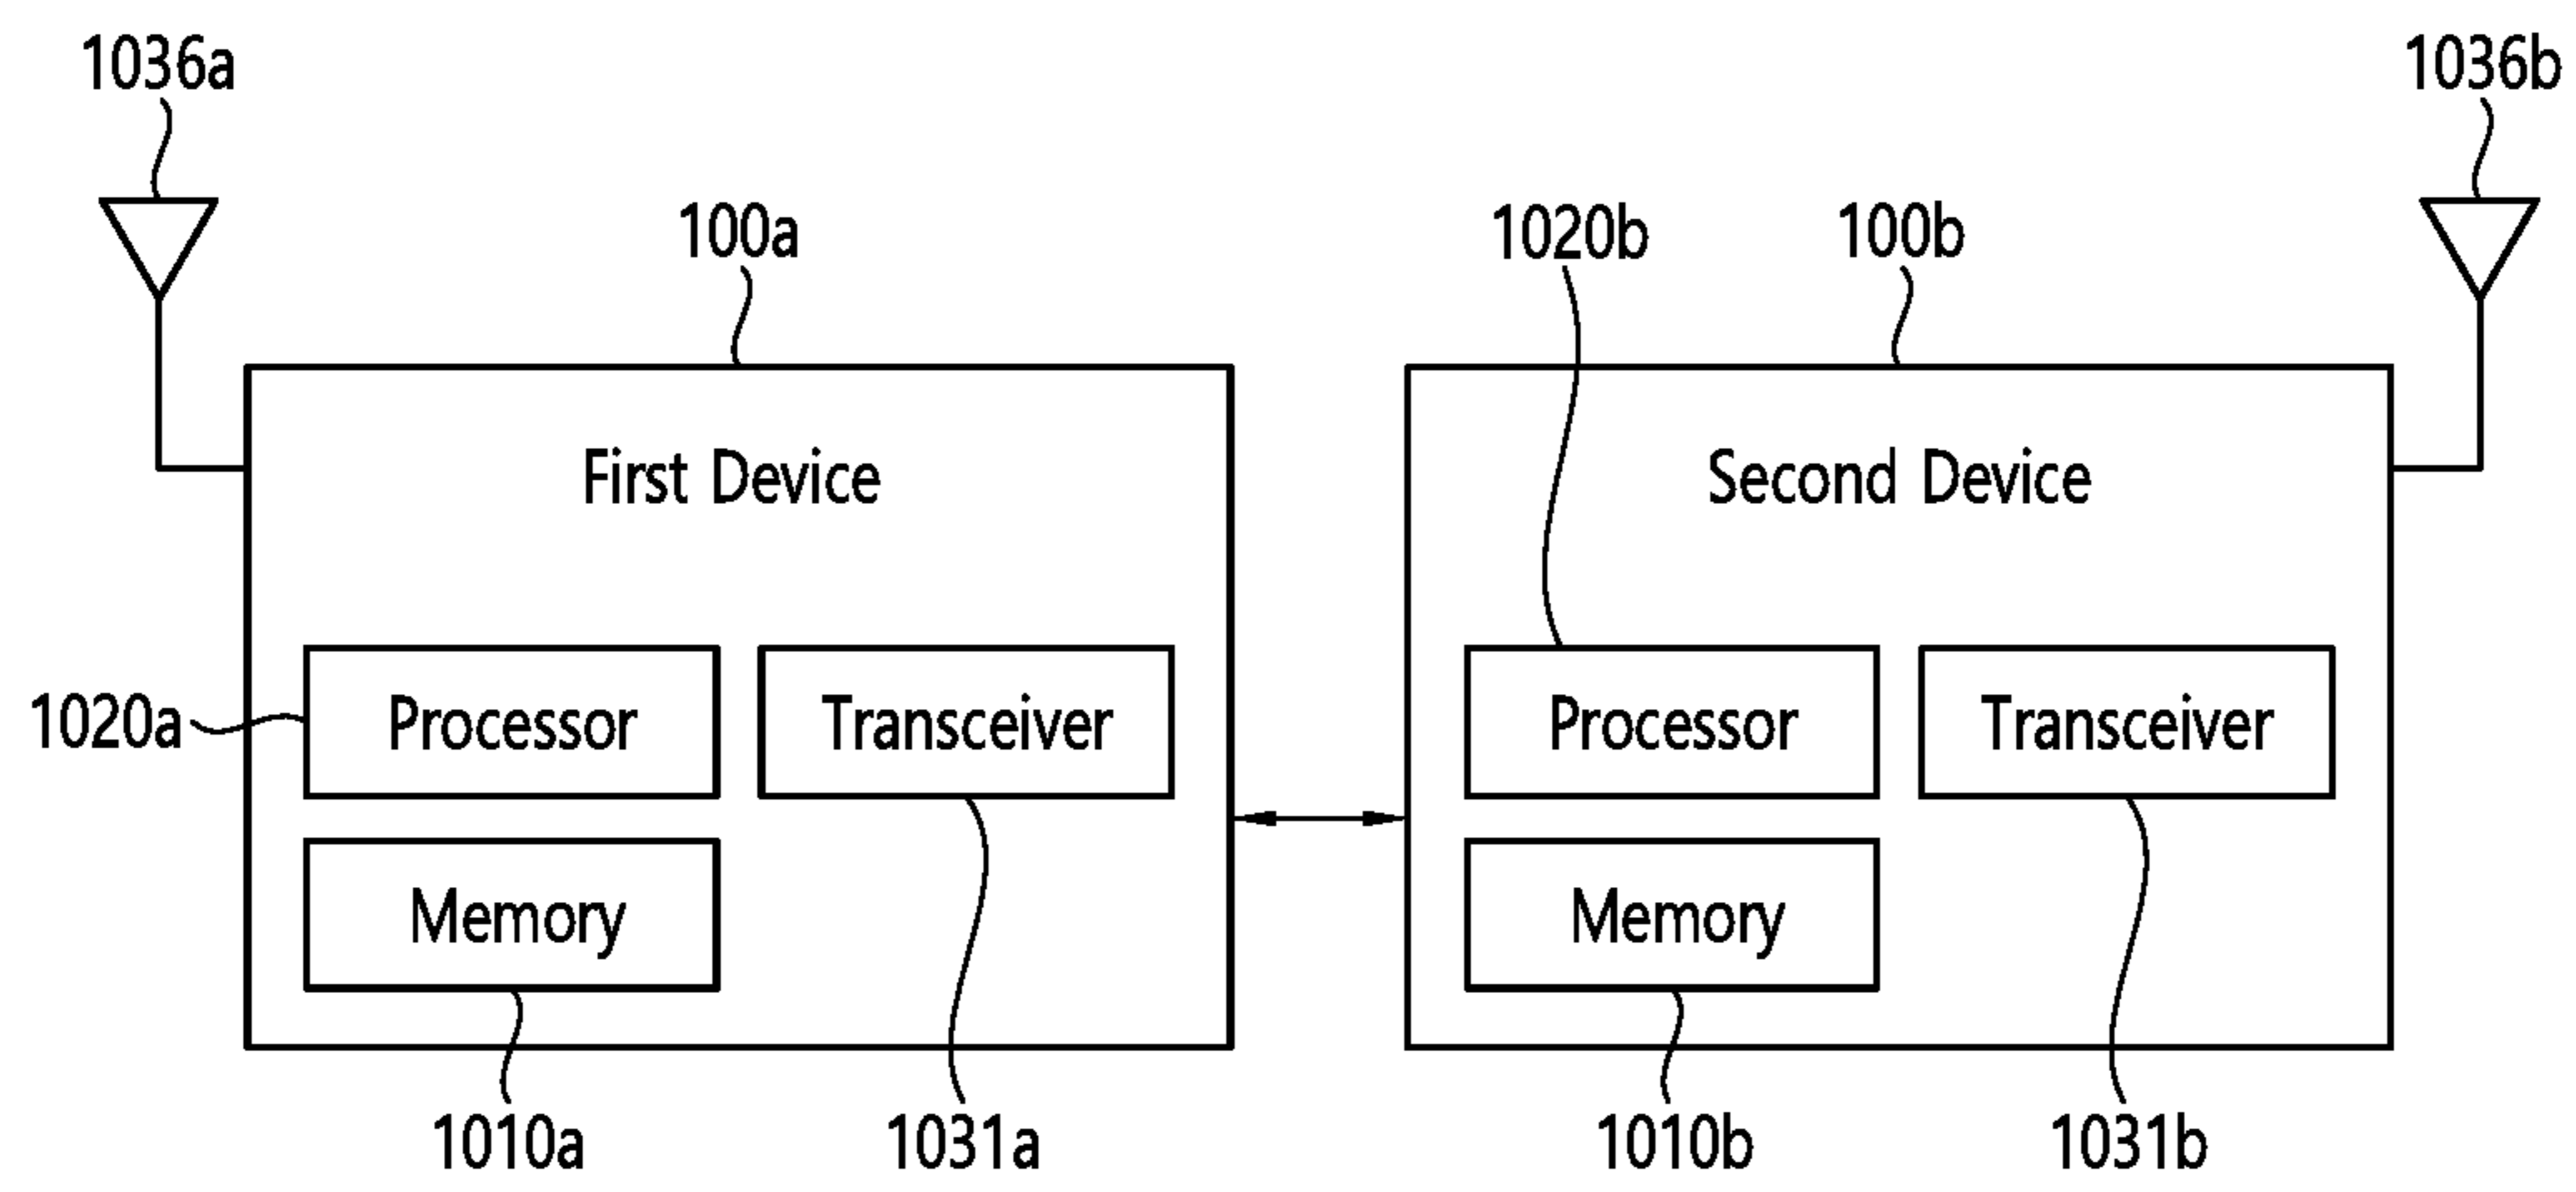 1036a
1036b
100a
1020b
100b
First Device
Second Device
1020a
Processor
Transceiver
Processor
Transceiver
Memory
Memory
1010a
1031a
1010b
1031b